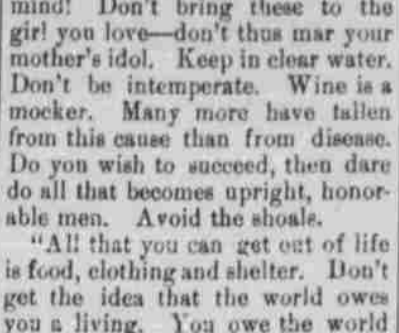 mind! Don't bring these to the
girl you love—don't thus mar your
mother's idol. Keep in clear water.
Don't be intemperate. Wine is a
mocker. Many more have fallen
from this cause than from disease.
Do you wish to succeed, then dare
do all that becomes upright, honor-
able men. Avoid the shoals.
"All that you can get out of life
is food, clothing and shelter. Don't
get the idea that the world owes
you a living. You owe the world